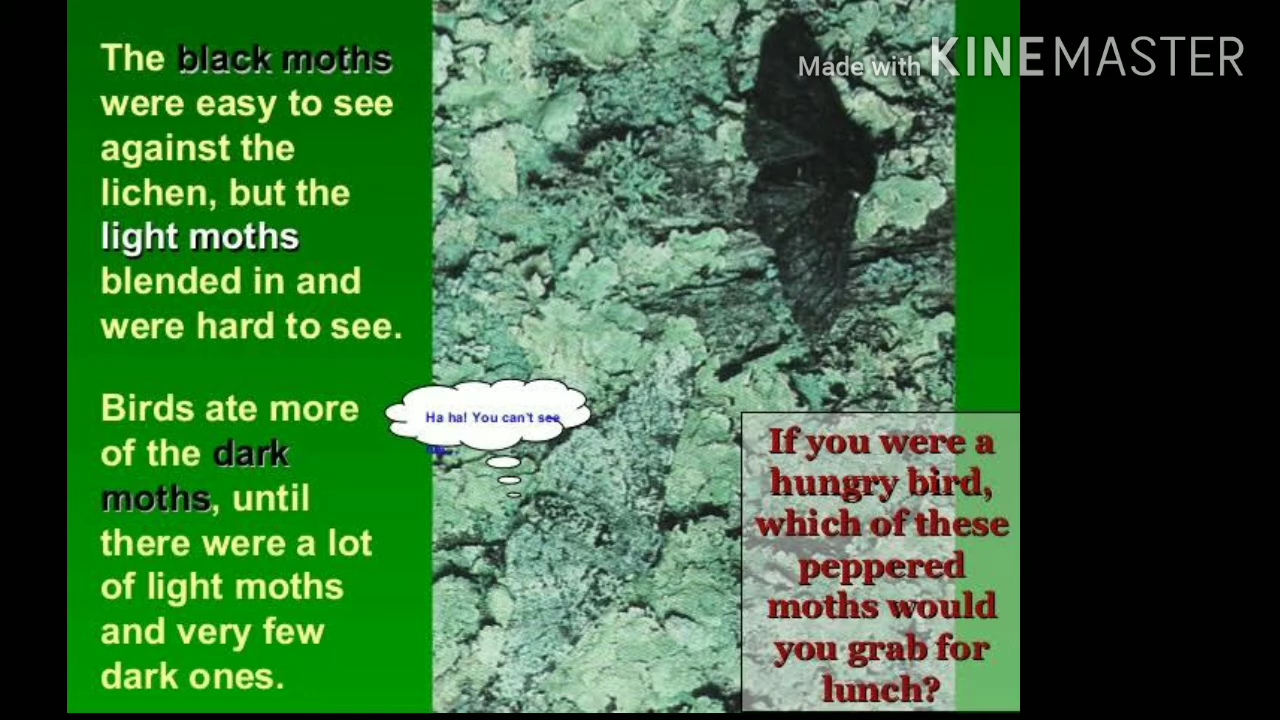 The black moths
were easy to see
against the
lichen, but the
light moths
blended in and
were hard to see.
Birds ate more
of the dark
moths, until
there were a lot
of light moths
and very few
dark ones.
Made with KINEMASTER
Ha ha! You can't see
If you were a
hungry bird,
which of these
peppered
moths would
you grab for
lunch?